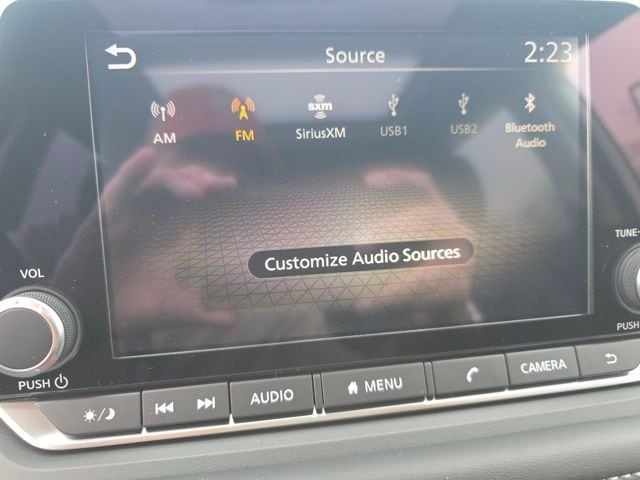 Source 2:23
AM FM sxm SiriusXM USB1 USB2 Bluetooth
Audio
Customize Audio Sources
VOL
TUNE-
PUSH
PUSH
AUDIO MENU CAMERA